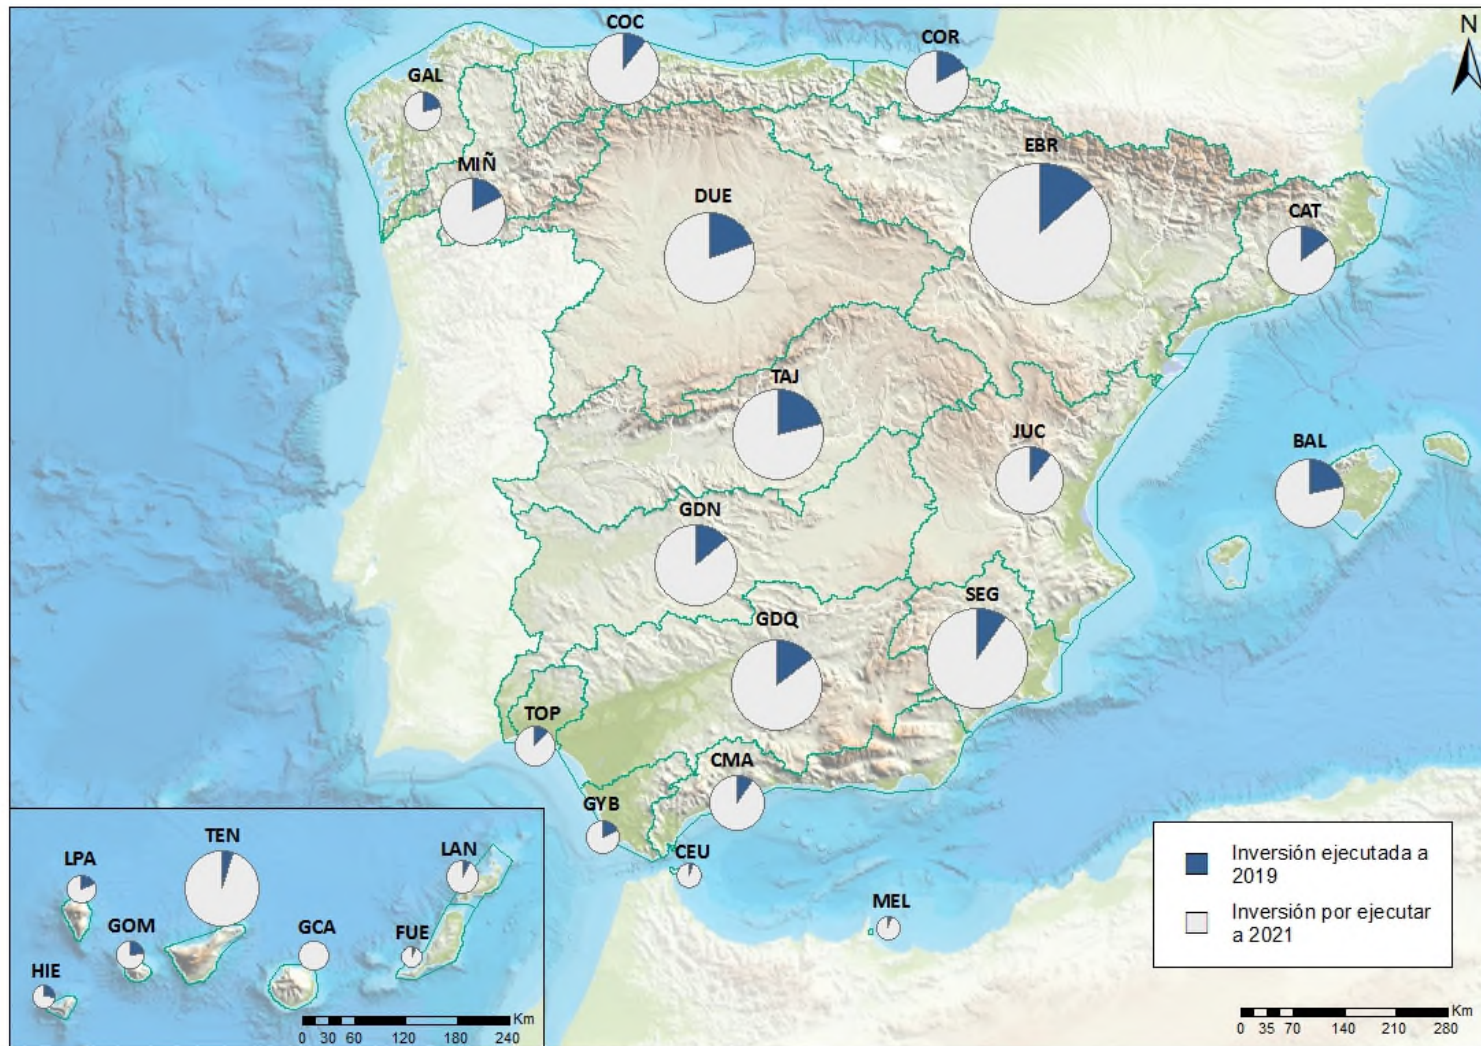 COC
COR
N
GAL
EBR
MIÑ
DUE
CAT
TAJ
JUC
BAL
GDN
SEG
GDQ
TOP
CMA
GYB
CEU
MEL
TEN
LPA
LAN
GOM
GCA
FUE
HIE
Km
0 30 60 120 180 240
Inversión ejecutada a
2019
Inversión por ejecutar
a 2021
Km
0 35 70 140 210 280